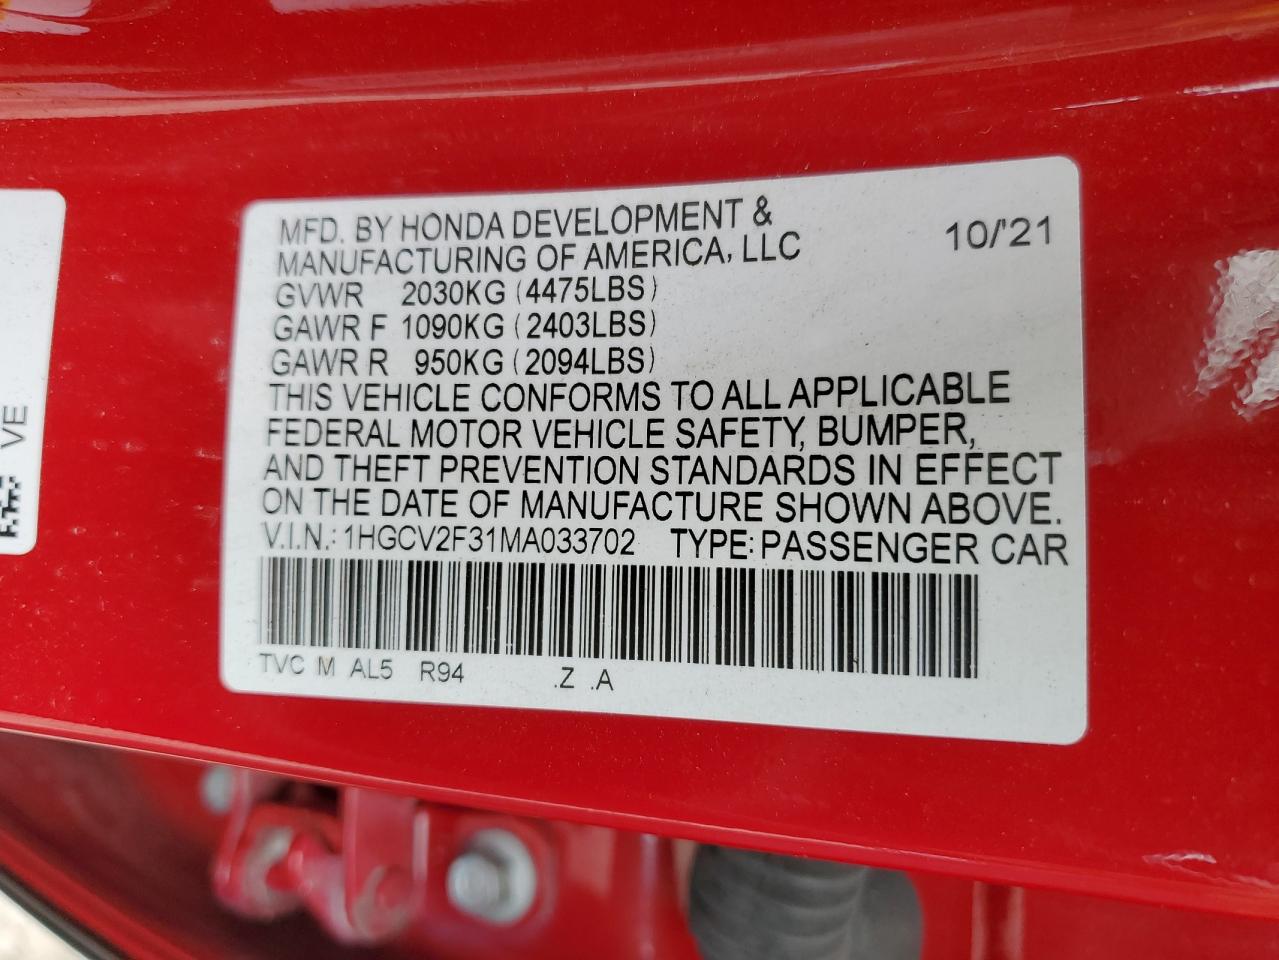 MFD. BY HONDA DEVELOPMENT &
MANUFACTURING OF AMERICA, LLC
10/'21
GVWR 2030KG (4475LBS)
GAWR F 1090KG (2403LBS)
GAWR R 950KG (2094LBS)
THIS VEHICLE CONFORMS TO ALL APPLICABLE
FEDERAL MOTOR VEHICLE SAFETY, BUMPER,
AND THEFT PREVENTION STANDARDS IN EFFECT
ON THE DATE OF MANUFACTURE SHOWN ABOVE.
V.I.N.: 1HGCV2F31MA033702 TYPE: PASSENGER CAR
TVC M AL5 R94 .Z .A
VE